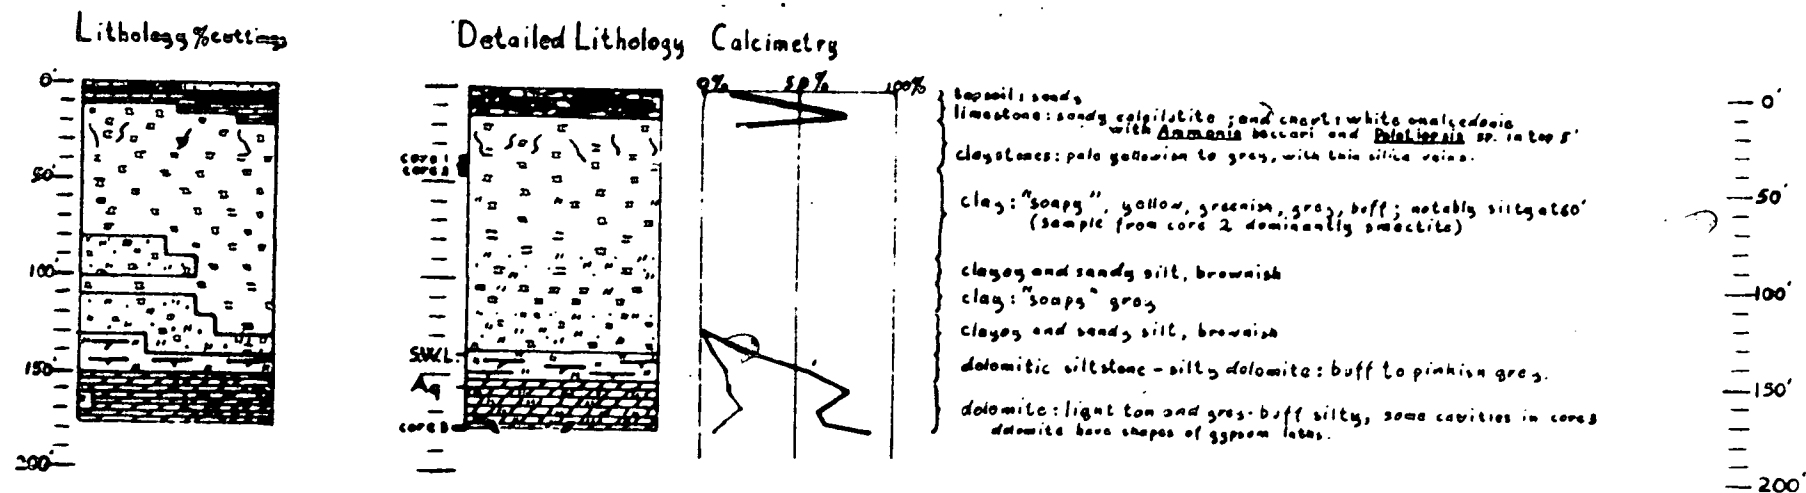 Lithology % cuttings
Detailed Lithology
Calcimetry
0'
50'
100'
150'
200'
core 1
core 2
S.W.L
Aq
core 3
0%
50%
100%
topsoil: sandy
limestone: sandy calcilutite; and chert: white
with Ammonia beccari and sp. in top 5'
claystones: pale yellowish to grey, with thin silica veins.
clay: "soapy", yellow, greenish, grey, buff; notably silty at 60'
(sample from core 2 dominantly smectite)
clayey and sandy silt, brownish
clay: "soapy" grey
clayey and sandy silt, brownish
dolomitic siltstone - silty dolomite: buff to pinkish grey.
dolomite: light tan and grey-buff silty, some cavities in core 3
dolomite have shapes of gypsum laths.
0'
50'
100'
150'
200'